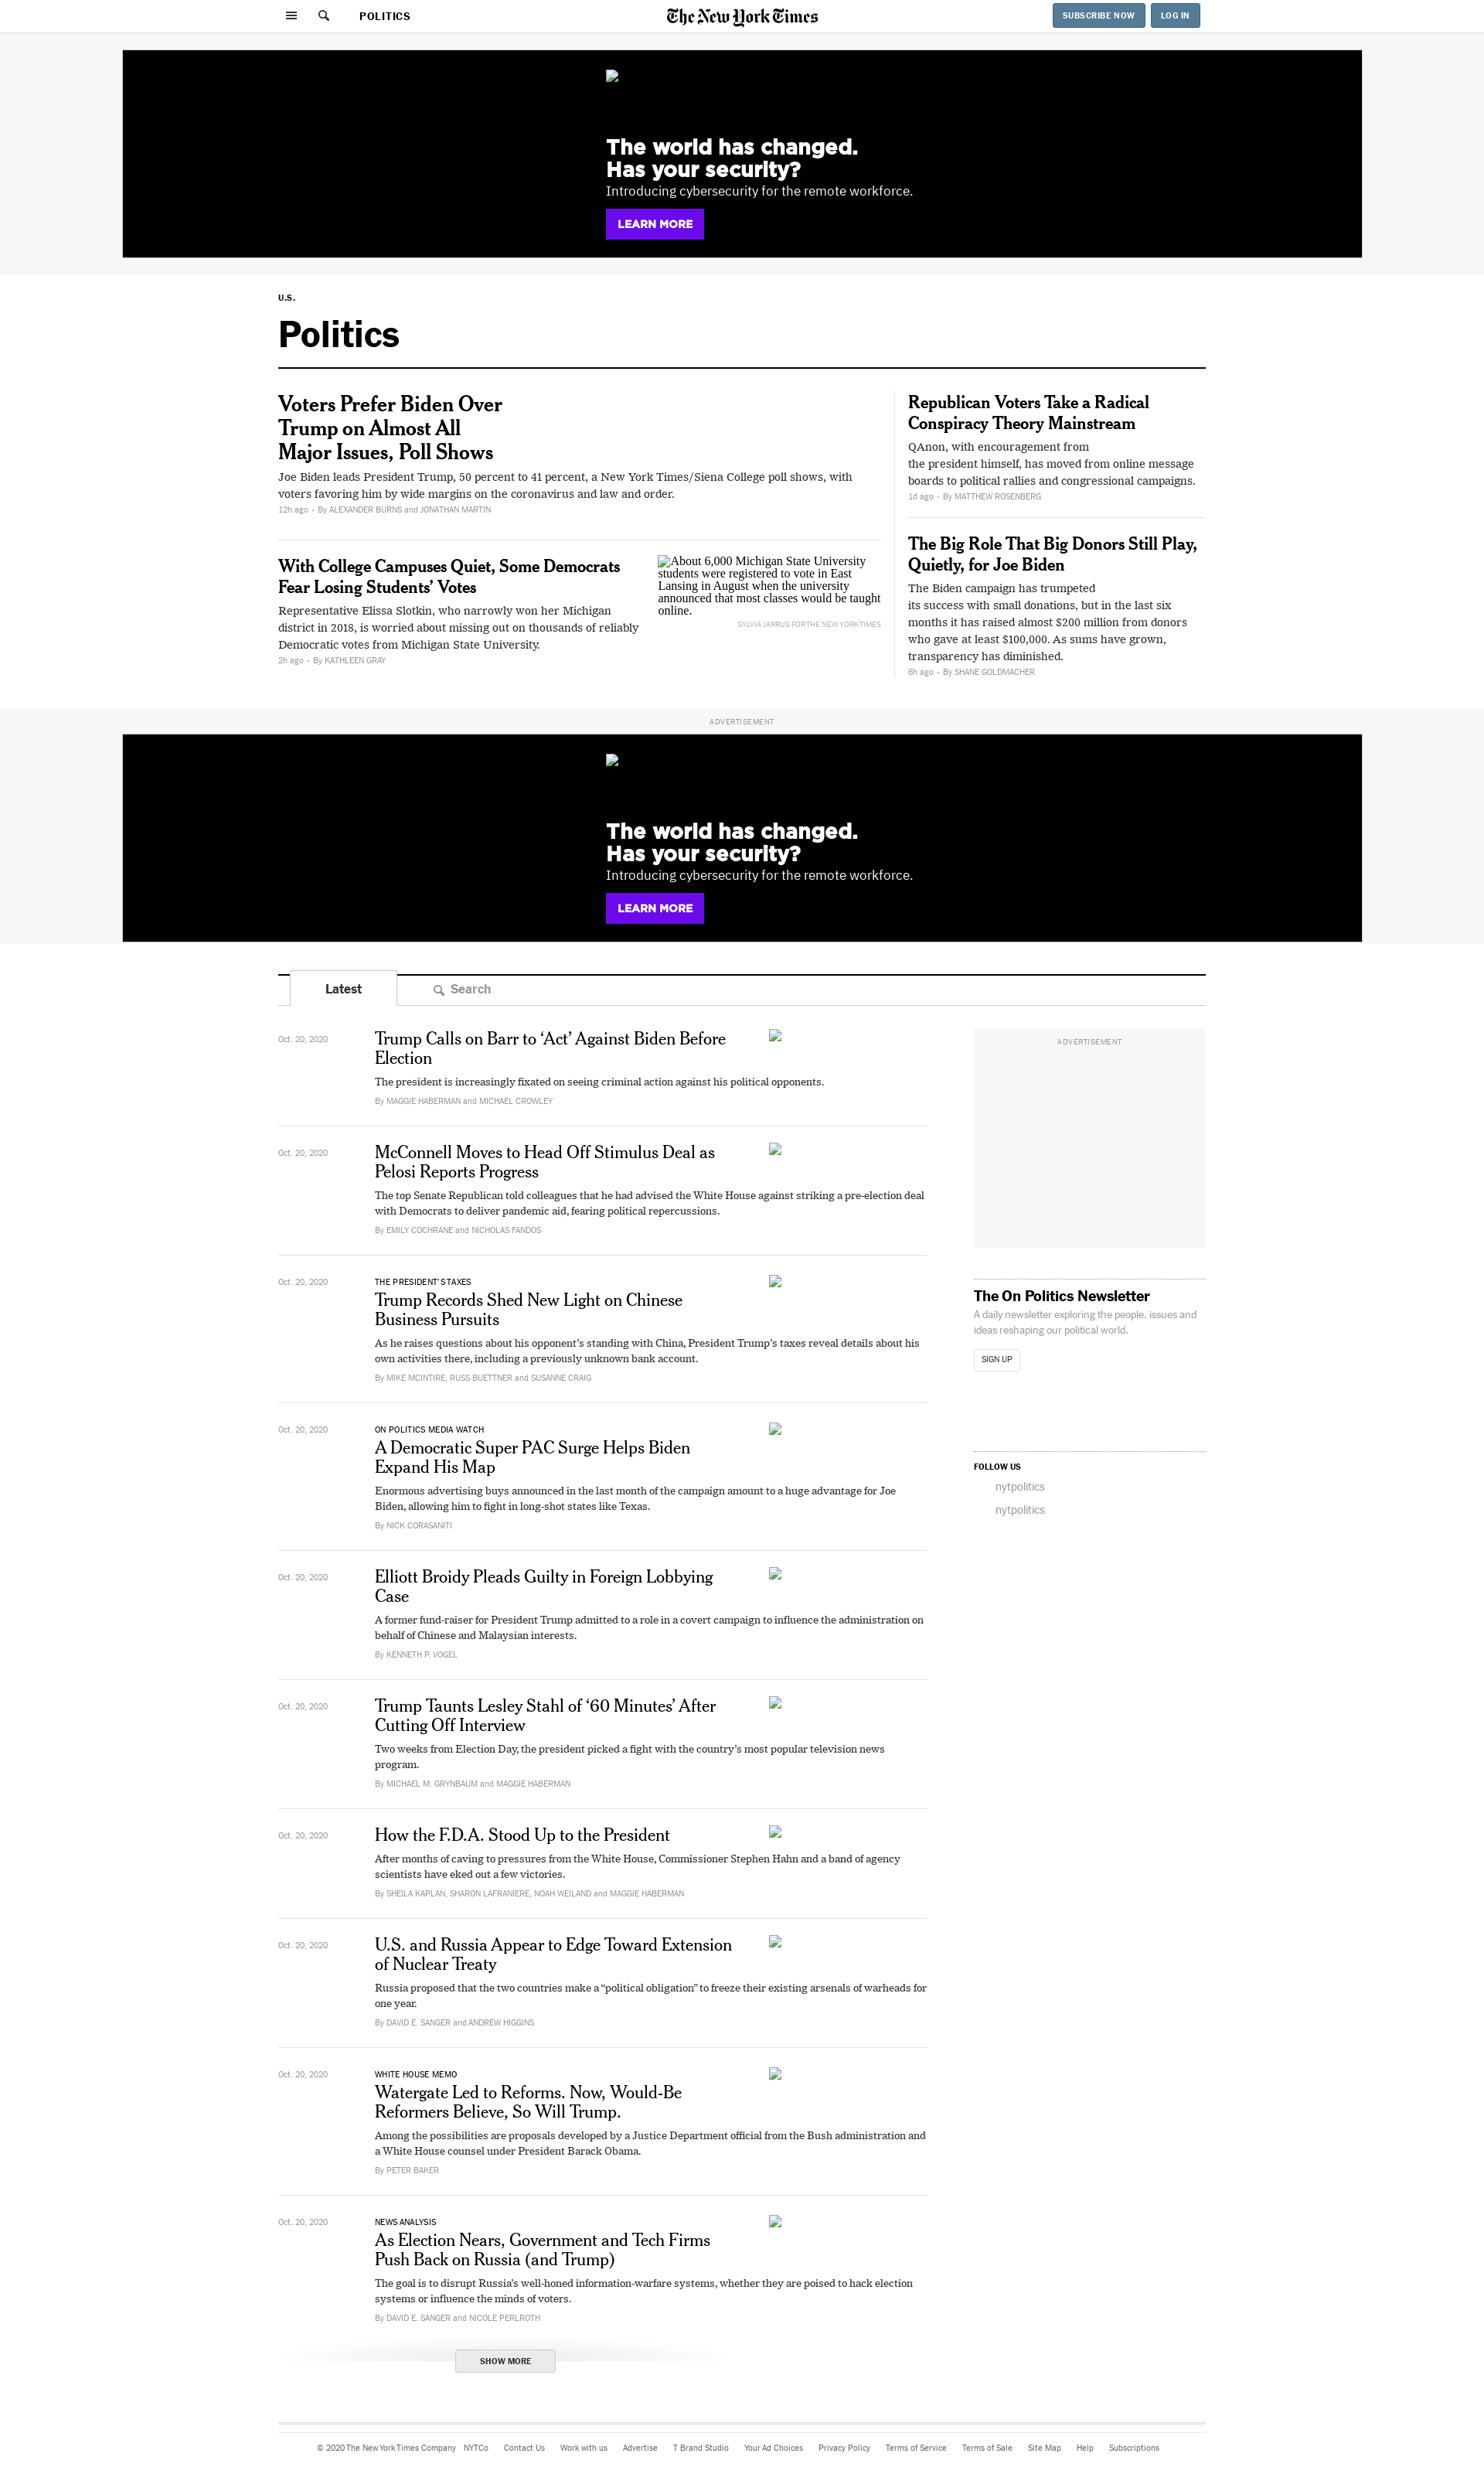 POLITICS
The New York Times
SUBSCRIBE NOW
LOG IN
The world has changed.
Has your security?
Introducing cybersecurity for the remote workforce.
LEARN MORE
U.S.
Politics
Voters Prefer Biden Over
Trump on Almost All
Major Issues, Poll Shows
Joe Biden leads President Trump, 50 percent to 41 percent, a New York Times/Siena College poll shows, with
voters favoring him by wide margins on the coronavirus and law and order.
12h ago • By ALEXANDER BURNS and JONATHAN MARTIN
With College Campuses Quiet, Some Democrats
Fear Losing Students’ Votes
Representative Elissa Slotkin, who narrowly won her Michigan
district in 2018, is worried about missing out on thousands of reliably
Democratic votes from Michigan State University.
2h ago • By KATHLEEN GRAY
About 6,000 Michigan State University
students were registered to vote in East
Lansing in August when the university
announced that most classes would be taught
online.
SYLVIA JARRUS FOR THE NEW YORK TIMES
Republican Voters Take a Radical
Conspiracy Theory Mainstream
QAnon, with encouragement from
the president himself, has moved from online message
boards to political rallies and congressional campaigns.
1d ago • By MATTHEW ROSENBERG
The Big Role That Big Donors Still Play,
Quietly, for Joe Biden
The Biden campaign has trumpeted
its success with small donations, but in the last six
months it has raised almost $200 million from donors
who gave at least $100,000. As sums have grown,
transparency has diminished.
6h ago • By SHANE GOLDMACHER
ADVERTISEMENT
The world has changed.
Has your security?
Introducing cybersecurity for the remote workforce.
LEARN MORE
Latest
Search
Oct. 20, 2020
Trump Calls on Barr to ‘Act’ Against Biden Before
Election
The president is increasingly fixated on seeing criminal action against his political opponents.
By MAGGIE HABERMAN and MICHAEL CROWLEY
Oct. 20, 2020
McConnell Moves to Head Off Stimulus Deal as
Pelosi Reports Progress
The top Senate Republican told colleagues that he had advised the White House against striking a pre-election deal
with Democrats to deliver pandemic aid, fearing political repercussions.
By EMILY COCHRANE and NICHOLAS FANDOS
Oct. 20, 2020
THE PRESIDENT’S TAXES
Trump Records Shed New Light on Chinese
Business Pursuits
As he raises questions about his opponent’s standing with China, President Trump’s taxes reveal details about his
own activities there, including a previously unknown bank account.
By MIKE MCINTIRE, RUSS BUETTNER and SUSANNE CRAIG
Oct. 20, 2020
ON POLITICS MEDIA WATCH
A Democratic Super PAC Surge Helps Biden
Expand His Map
Enormous advertising buys announced in the last month of the campaign amount to a huge advantage for Joe
Biden, allowing him to fight in long-shot states like Texas.
By NICK CORASANITI
Oct. 20, 2020
Elliott Broidy Pleads Guilty in Foreign Lobbying
Case
A former fund-raiser for President Trump admitted to a role in a covert campaign to influence the administration on
behalf of Chinese and Malaysian interests.
By KENNETH P. VOGEL
Oct. 20, 2020
Trump Taunts Lesley Stahl of ‘60 Minutes’ After
Cutting Off Interview
Two weeks from Election Day, the president picked a fight with the country’s most popular television news
program.
By MICHAEL M. GRYNBAUM and MAGGIE HABERMAN
Oct. 20, 2020
How the F.D.A. Stood Up to the President
After months of caving to pressures from the White House, Commissioner Stephen Hahn and a band of agency
scientists have eked out a few victories.
By SHEILA KAPLAN, SHARON LAFRANIERE, NOAH WEILAND and MAGGIE HABERMAN
Oct. 20, 2020
U.S. and Russia Appear to Edge Toward Extension
of Nuclear Treaty
Russia proposed that the two countries make a “political obligation” to freeze their existing arsenals of warheads for
one year.
By DAVID E. SANGER and ANDREW HIGGINS
Oct. 20, 2020
WHITE HOUSE MEMO
Watergate Led to Reforms. Now, Would-Be
Reformers Believe, So Will Trump.
Among the possibilities are proposals developed by a Justice Department official from the Bush administration and
a White House counsel under President Barack Obama.
By PETER BAKER
Oct. 20, 2020
NEWS ANALYSIS
As Election Nears, Government and Tech Firms
Push Back on Russia (and Trump)
The goal is to disrupt Russia’s well-honed information-warfare systems, whether they are poised to hack election
systems or influence the minds of voters.
By DAVID E. SANGER and NICOLE PERLROTH
SHOW MORE
ADVERTISEMENT
The On Politics Newsletter
A daily newsletter exploring the people, issues and
ideas reshaping our political world.
SIGN UP
FOLLOW US
nytpolitics
nytpolitics
© 2020 The New York Times Company NYTCo Contact Us Work with us Advertise T Brand Studio Your Ad Choices Privacy Policy Terms of Service Terms of Sale Site Map Help Subscriptions